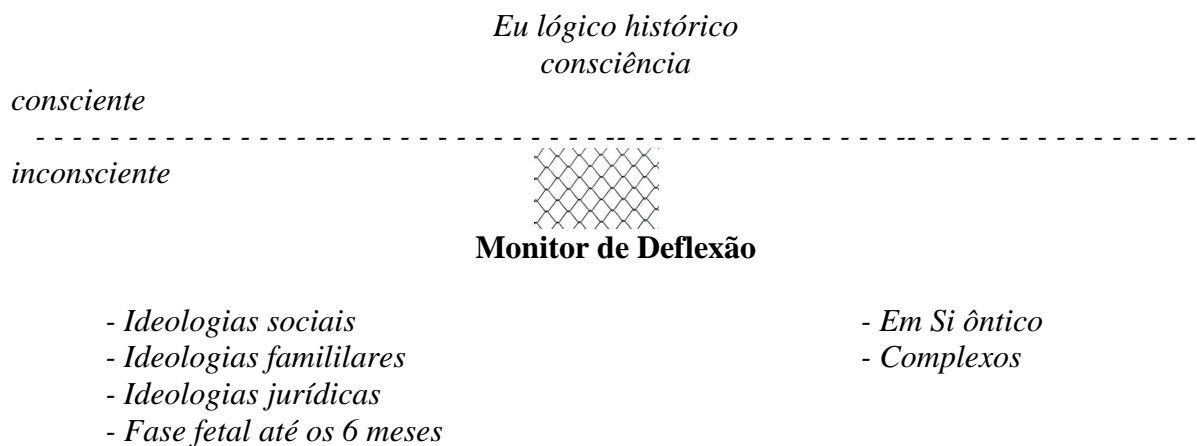 Eu lógico histórico
consciência
consciente
- - - - - - - - - - - - - - - -- - - - - - - - - - - - - - - -- - - - - - - - - - - - - - - -- - - - - - - - - - - - - - - -
inconsciente
Monitor de Deflexão
- Ideologias sociais
- Em Si ôntico
- Ideologias famililares
- Complexos
- Ideologias jurídicas
- Fase fetal até os 6 meses